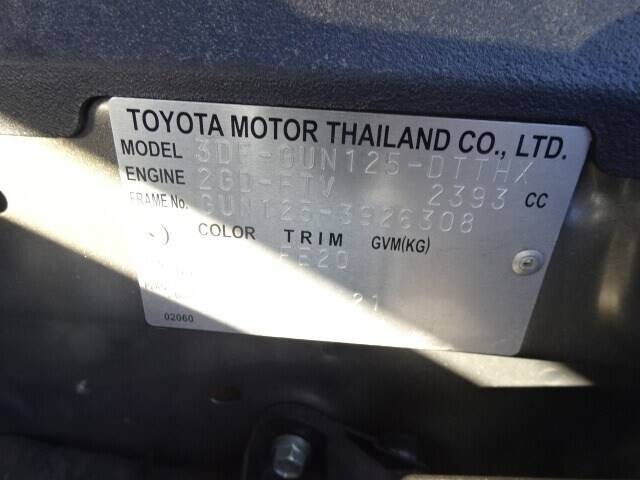 TOYOTA MOTOR THAILAND CO., LTD.
MODEL 3DF-GUN125-DTTHX
ENGINE 2GD-FTV 2393 CC
FRAME No. GUN125-3926308
COLOR TRIM GVM(KG)
FE20
21
02060